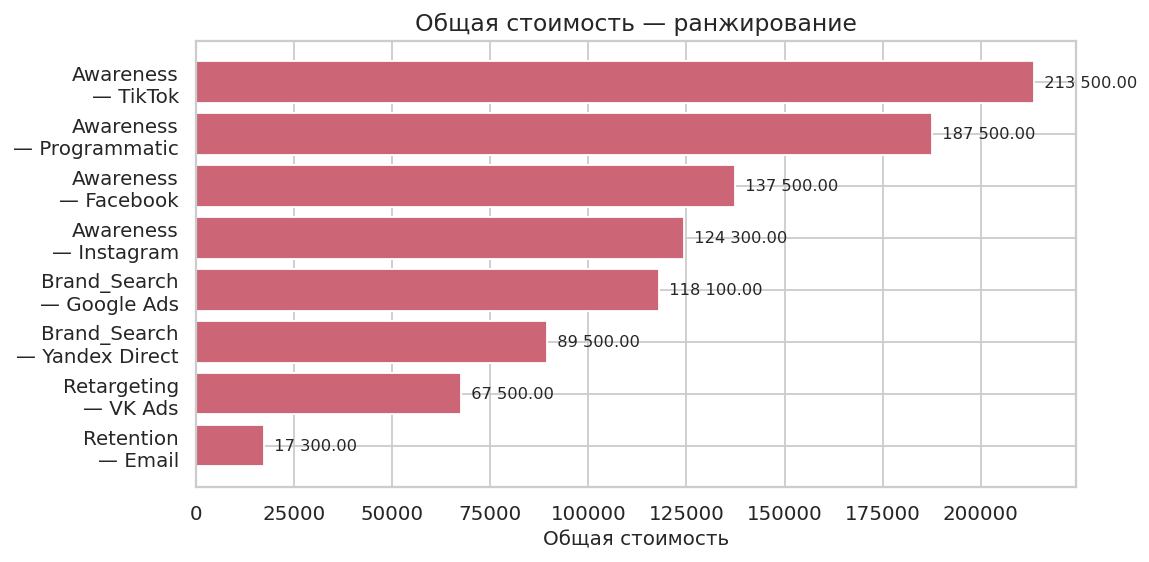 Общая стоимость — ранжирование
Awareness
— TikTok
213 500.00
Awareness
— Programmatic
187 500.00
Awareness
— Facebook
137 500.00
Awareness
— Instagram
124 300.00
Brand_Search
— Google Ads
118 100.00
Brand_Search
— Yandex Direct
89 500.00
Retargeting
— VK Ads
67 500.00
Retention
— Email
17 300.00
0 25000 50000 75000 100000 125000 150000 175000 200000
Общая стоимость